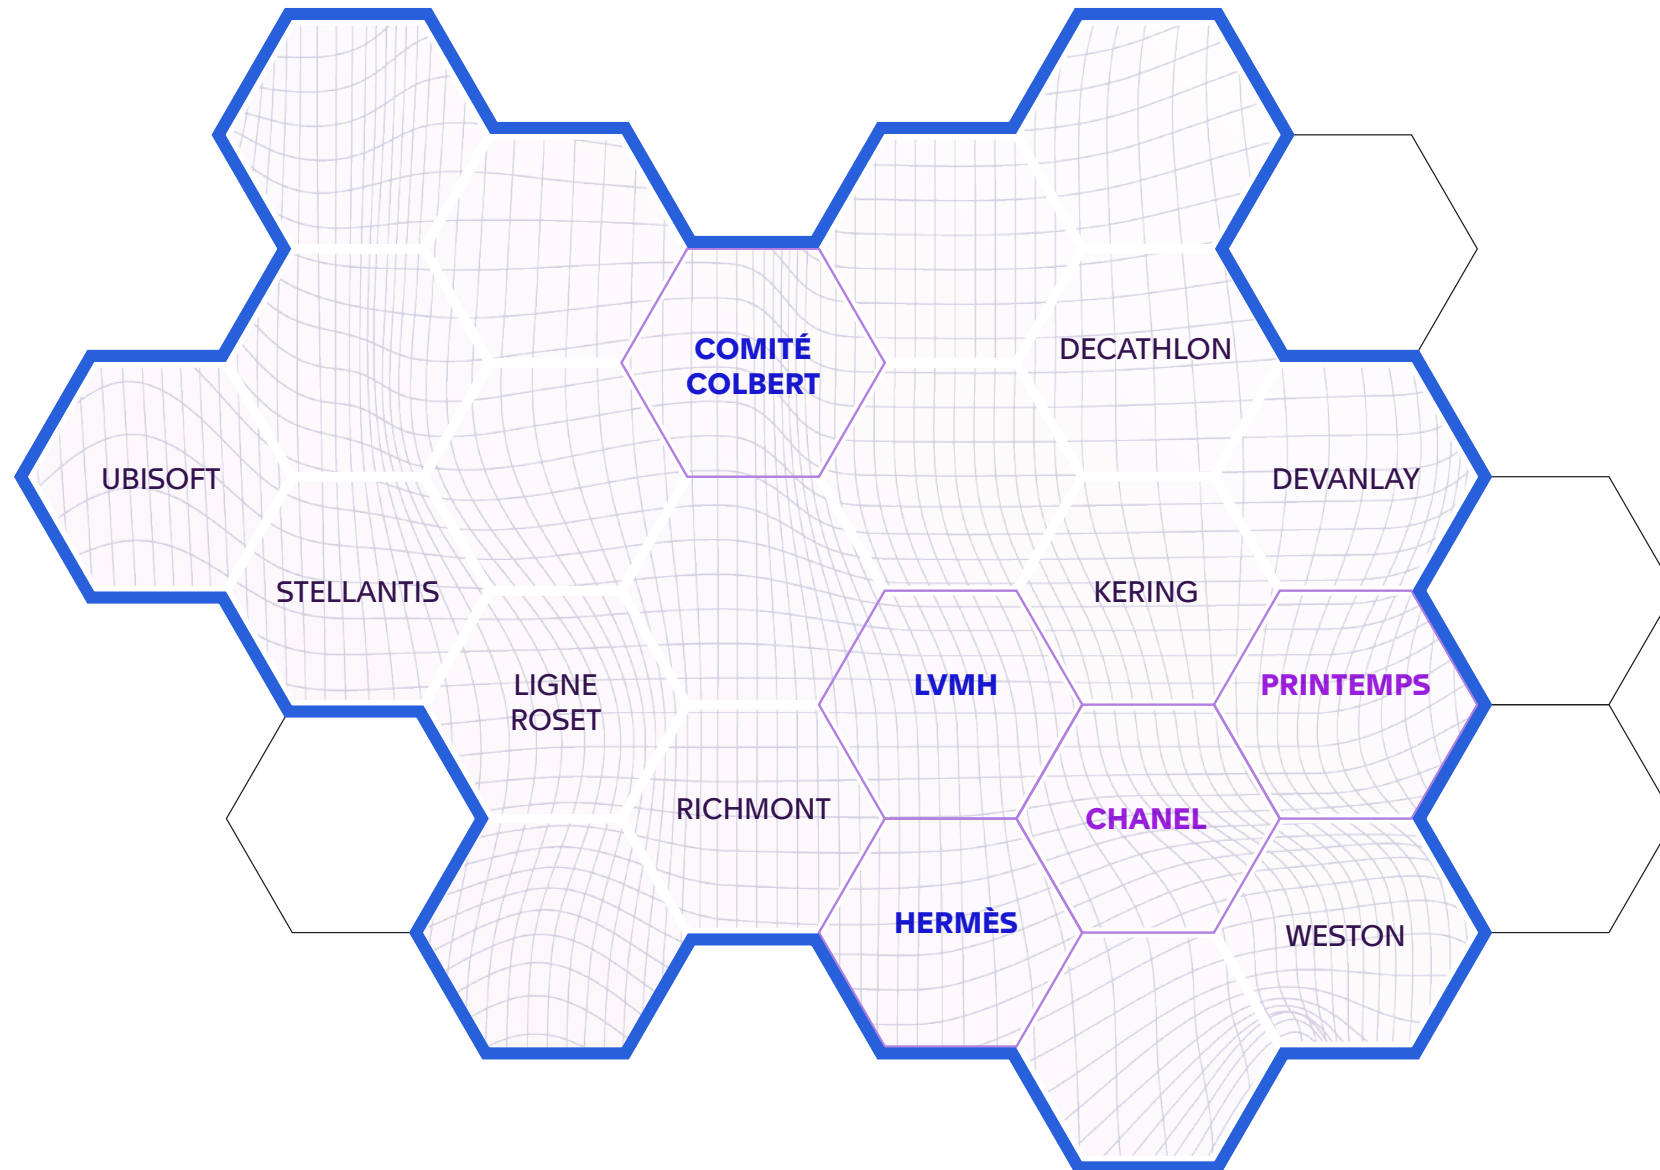 COMITÉ
COLBERT
DECATHLON
UBISOFT
DEVANLAY
STELLANTIS
KERING
LIGNE
ROSET
LVMH
PRINTEMPS
RICHMONT
CHANEL
HERMÈS
WESTON